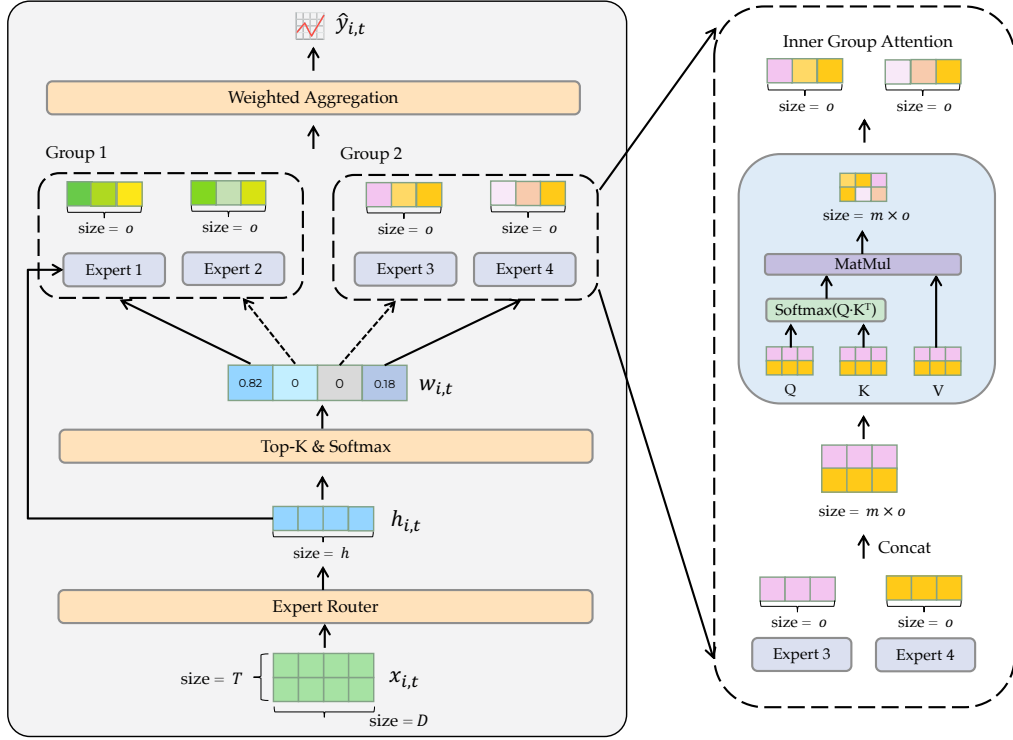 ŷ_{i,t}
Weighted Aggregation
Group 1
Group 2
size = o
size = o
size = o
size = o
Expert 1
Expert 2
Expert 3
Expert 4
0.82
0
0
0.18
w_{i,t}
Top-K & Softmax
h_{i,t}
size = h
Expert Router
size = T
x_{i,t}
size = D
Inner Group Attention
size = o
size = o
size = m × o
MatMul
Softmax(Q·K^T)
Q
K
V
size = m × o
Concat
size = o
size = o
Expert 3
Expert 4